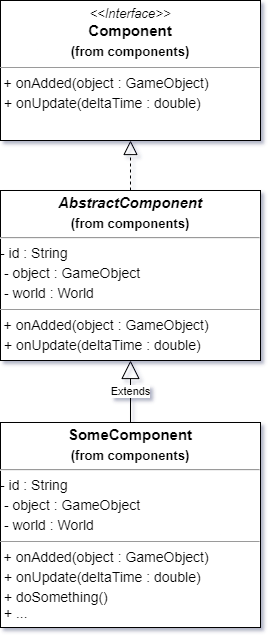 <<Interface>>
Component
(from components)
+ onAdded(object : GameObject)
+ onUpdate(deltaTime : double)
AbstractComponent
(from components)
- id : String
- object : GameObject
- world : World
+ onAdded(object : GameObject)
+ onUpdate(deltaTime : double)
Extends
SomeComponent
(from components)
- id : String
- object : GameObject
- world : World
+ onAdded(object : GameObject)
+ onUpdate(deltaTime : double)
+ doSomething()
+ ...